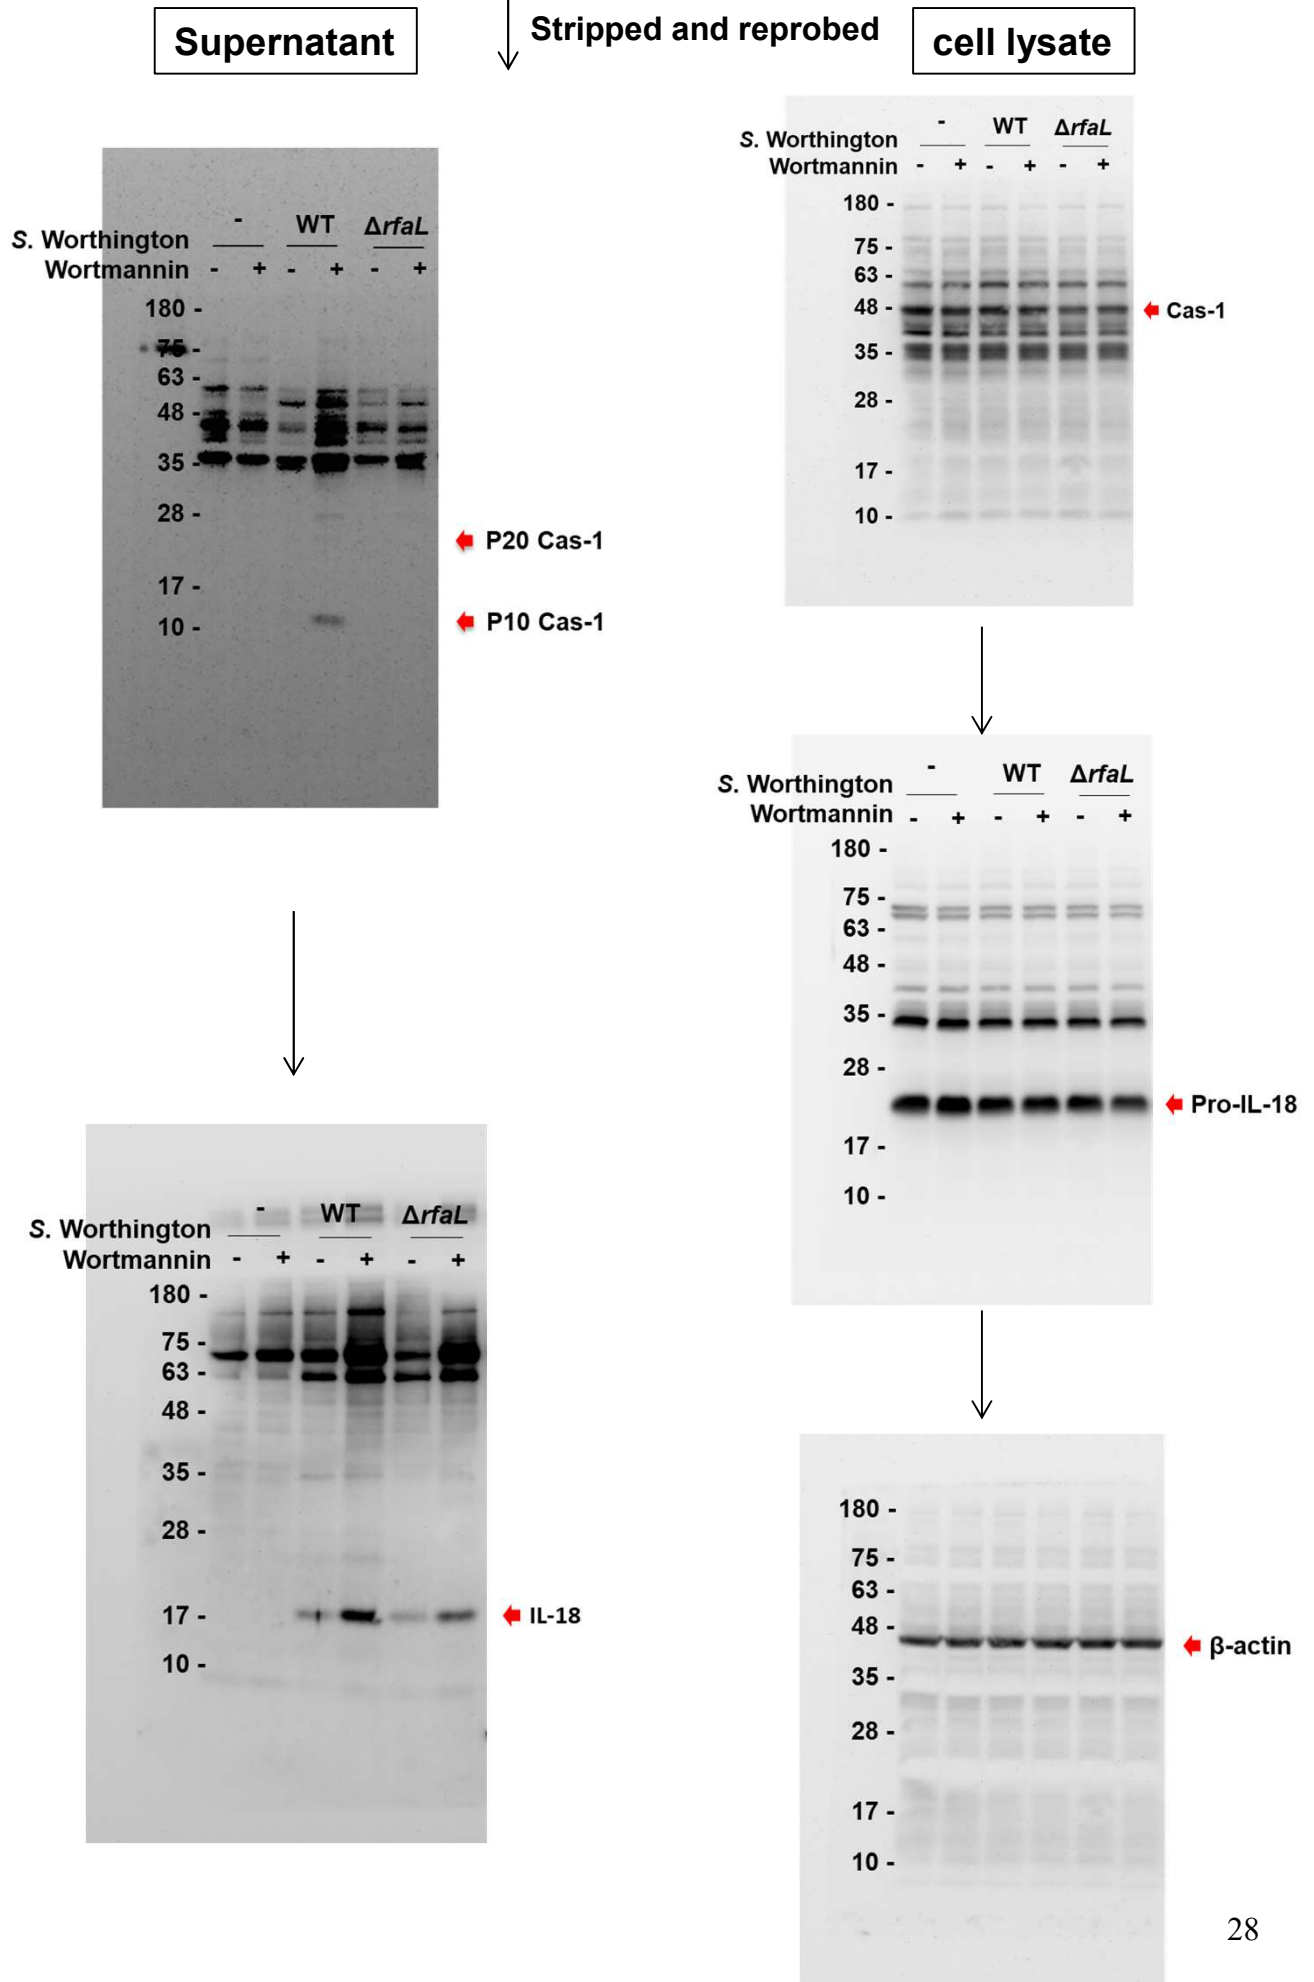 Supernatant
Stripped and reprobed
cell lysate
- WT ΔrfaL
S. Worthington
Wortmannin - + - + - +
180 -
75 -
63 -
48 -
35 -
28 -
17 -
10 -
P20 Cas-1
P10 Cas-1
- WT ΔrfaL
S. Worthington
Wortmannin - + - + - +
180 -
75 -
63 -
48 -
35 -
28 -
17 -
10 -
IL-18
- WT ΔrfaL
S. Worthington
Wortmannin - + - + - +
180 -
75 -
63 -
48 -
35 -
28 -
17 -
10 -
Cas-1
- WT ΔrfaL
S. Worthington
Wortmannin - + - + - +
180 -
75 -
63 -
48 -
35 -
28 -
17 -
10 -
Pro-IL-18
180 -
75 -
63 -
48 -
35 -
28 -
17 -
10 -
β-actin
28